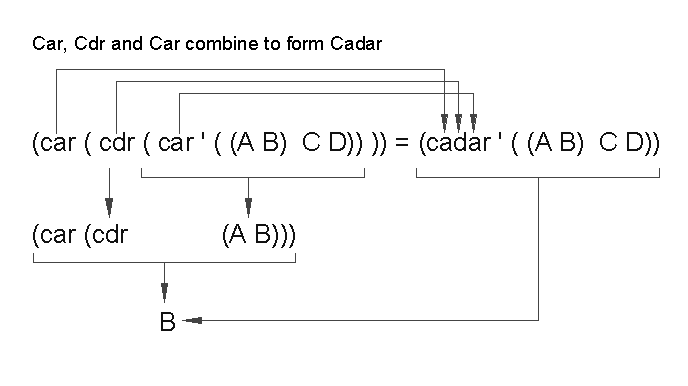 Car, Cdr and Car combine to form Cadar
(car ( cdr ( car ' ( (A B)  C D)) )) = (cadar ' ( (A B)  C D))
(car (cdr (A B)))
B